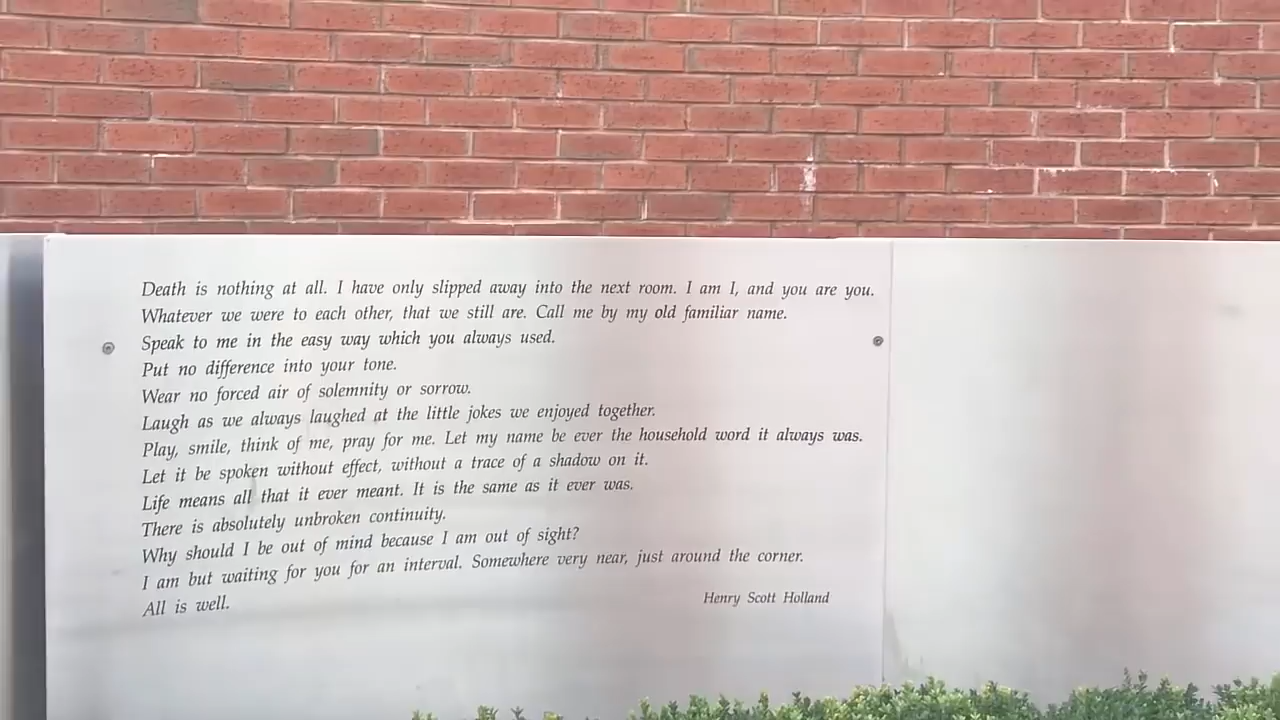 Death is nothing at all. I have only slipped away into the next room. I am I, and you are you.
Whatever we were to each other, that we still are. Call me by my old familiar name.
Speak to me in the easy way which you always used.
Put no difference into your tone.
Wear no forced air of solemnity or sorrow.
Laugh as we always laughed at the little jokes we enjoyed together.
Play, smile, think of me, pray for me. Let my name be ever the household word it always was.
Let it be spoken without effect, without a trace of a shadow on it.
Life means all that it ever meant. It is the same as it ever was.
There is absolutely unbroken continuity.
Why should I be out of mind because I am out of sight?
I am but waiting for you for an interval. Somewhere very near, just around the corner.
All is well.
Henry Scott Holland